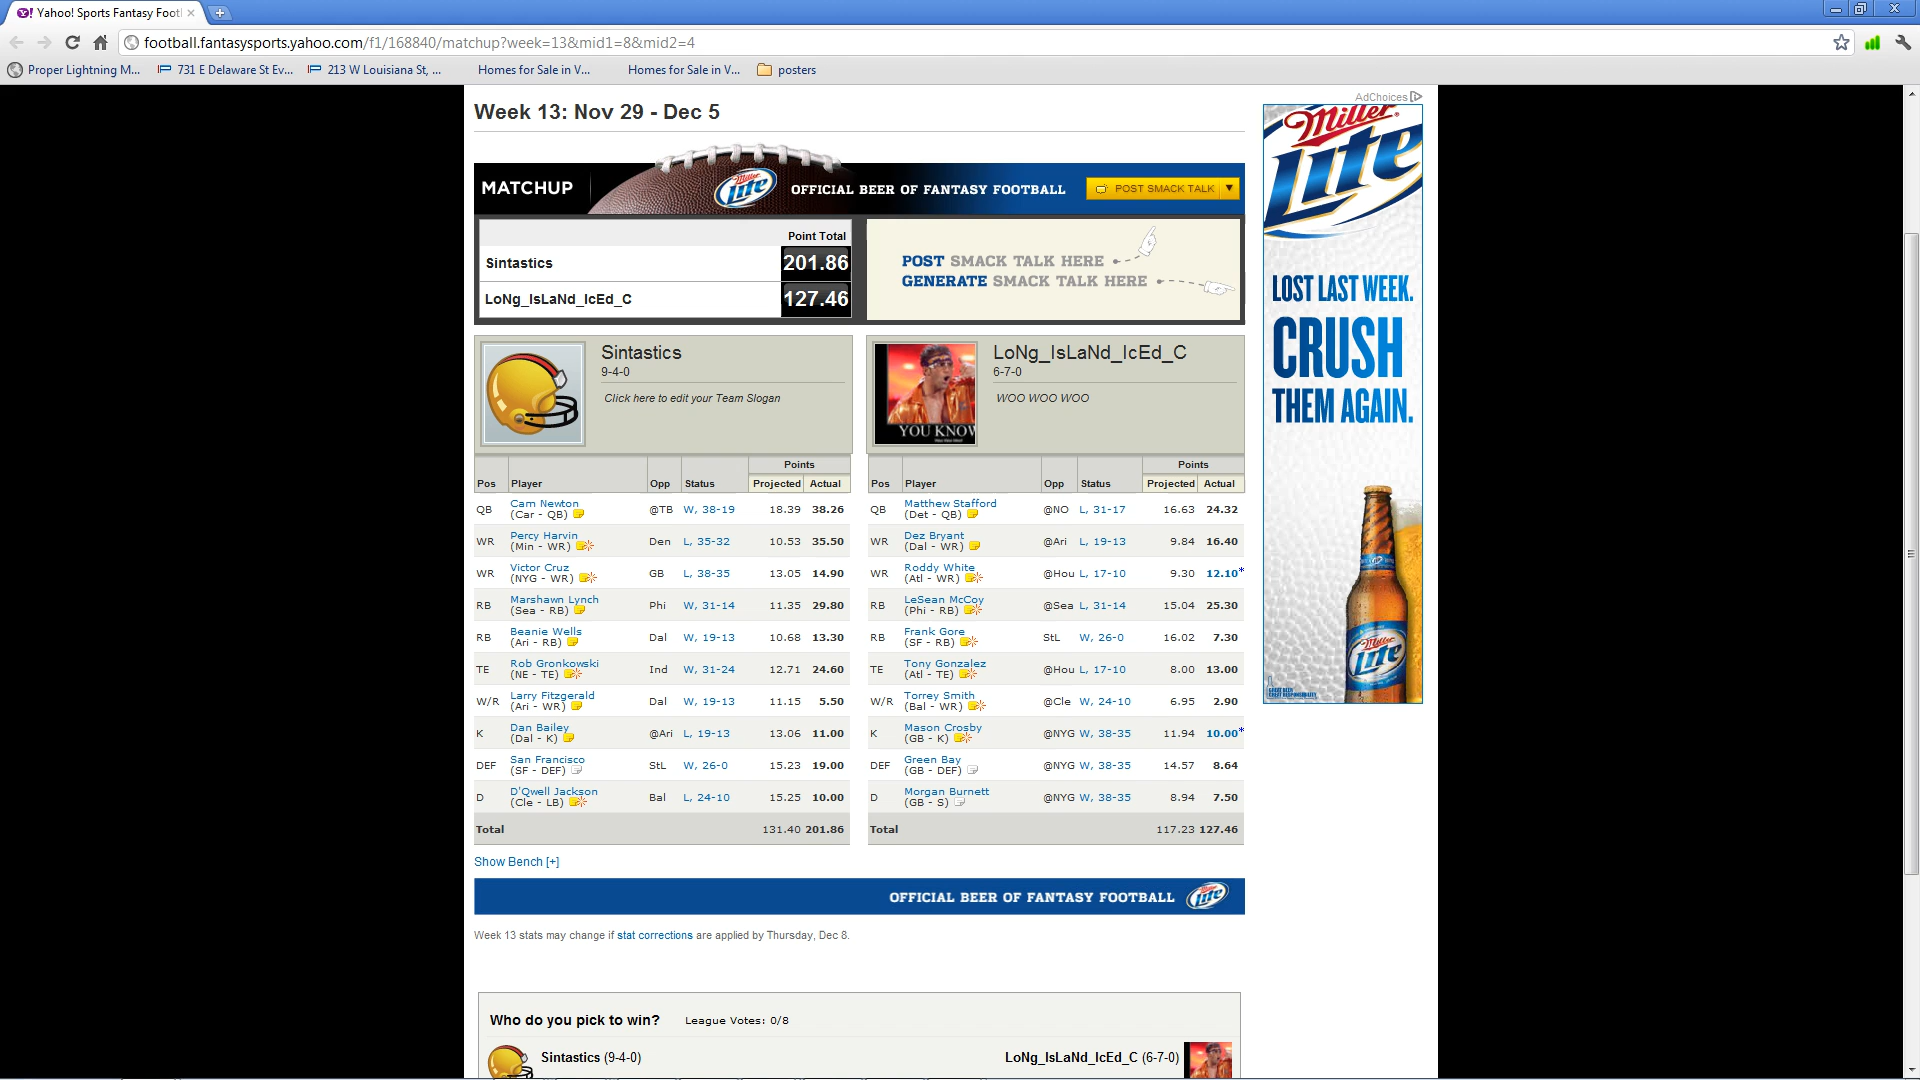 Yahoo! Sports Fantasy Footl
football.fantasysports.yahoo.com/f1/168840/matchup?week=13&mid1=8&mid2=4
Proper Lightning M... 731 E Delaware St Ev... 213 W Louisiana St, ... Homes for Sale in V... Homes for Sale in V... posters
Week 13: Nov 29 - Dec 5
AdChoices
MATCHUP Miller Lite OFFICIAL BEER OF FANTASY FOOTBALL POST SMACK TALK
Point Total
Sintastics 201.86
LoNg_IsLaNd_IcEd_C 127.46
POST SMACK TALK HERE
GENERATE SMACK TALK HERE
Sintastics
9-4-0
Click here to edit your Team Slogan
LoNg_IsLaNd_IcEd_C
6-7-0
WOO WOO WOO
YOU KNOW
Points
Pos Player Opp Status Projected Actual
QB Cam Newton (Car - QB) @TB W, 38-19 18.39 38.26
WR Percy Harvin (Min - WR) Den L, 35-32 10.53 35.50
WR Victor Cruz (NYG - WR) GB L, 38-35 13.05 14.90
RB Marshawn Lynch (Sea - RB) Phi W, 31-14 11.35 29.80
RB Beanie Wells (Ari - RB) Dal W, 19-13 10.68 13.30
TE Rob Gronkowski (NE - TE) Ind W, 31-24 12.71 24.60
W/R Larry Fitzgerald (Ari - WR) Dal W, 19-13 11.15 5.50
K Dan Bailey (Dal - K) @Ari L, 19-13 13.06 11.00
DEF San Francisco (SF - DEF) StL W, 26-0 15.23 19.00
D D'Qwell Jackson (Cle - LB) Bal L, 24-10 15.25 10.00
Total 131.40 201.86
Points
Pos Player Opp Status Projected Actual
QB Matthew Stafford (Det - QB) @NO L, 31-17 16.63 24.32
WR Dez Bryant (Dal - WR) @Ari L, 19-13 9.84 16.40
WR Roddy White (Atl - WR) @Hou L, 17-10 9.30 12.10*
RB LeSean McCoy (Phi - RB) @Sea L, 31-14 15.04 25.30
RB Frank Gore (SF - RB) StL W, 26-0 16.02 7.30
TE Tony Gonzalez (Atl - TE) @Hou L, 17-10 8.00 13.00
W/R Torrey Smith (Bal - WR) @Cle W, 24-10 6.95 2.90
K Mason Crosby (GB - K) @NYG W, 38-35 11.94 10.00*
DEF Green Bay (GB - DEF) @NYG W, 38-35 14.57 8.64
D Morgan Burnett (GB - S) @NYG W, 38-35 8.94 7.50
Total 117.23 127.46
Show Bench [+]
OFFICIAL BEER OF FANTASY FOOTBALL Miller Lite
Week 13 stats may change if stat corrections are applied by Thursday, Dec 8.
Who do you pick to win? League Votes: 0/8
Sintastics (9-4-0) LoNg_IsLaNd_IcEd_C (6-7-0)
Miller
Lite
LOST LAST WEEK.
CRUSH
THEM AGAIN.
Miller
Lite